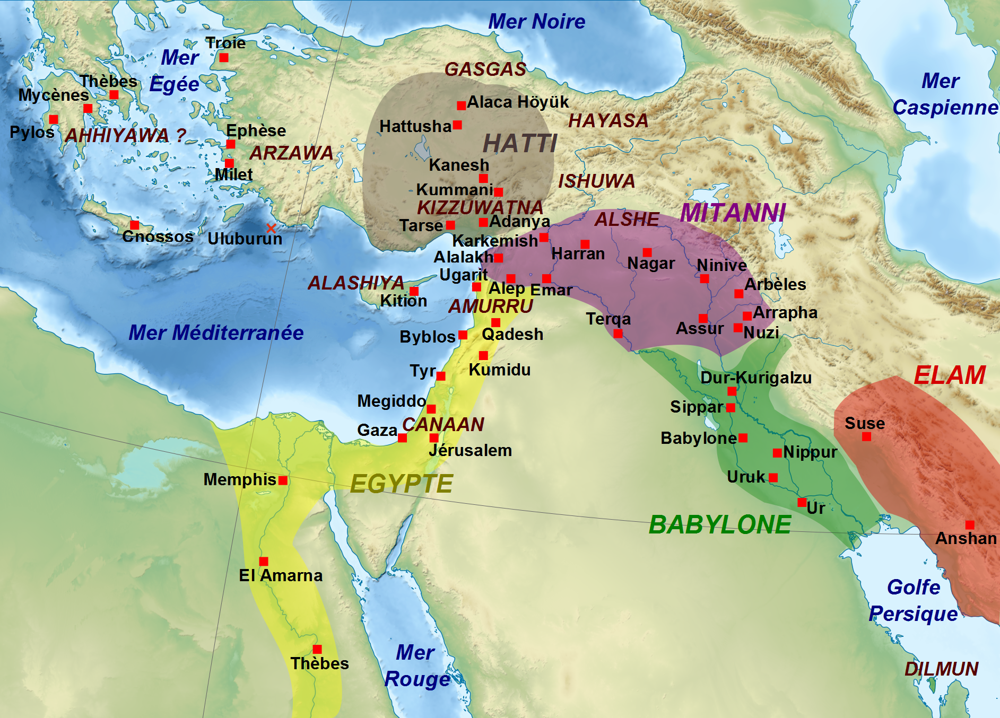 Mer Noire
Troie
Mer
Egée
GASGAS
Mer
Caspienne
Thèbes
Mycènes
Pylos
AHHIYAWA ?
Alaca Höyük
Hattusha
HAYASA
Ephèse
ARZAWA
HATTI
Milet
Kanesh
ISHUWA
Kummani
KIZZUWATNA
MITANNI
Tarse
Adanya
ALSHE
Cnossos
Uluburun
Karkemish
Harran
Alalakh
Nagar
Ninive
Ugarit
ALASHIYA
Alep
Emar
Arbèles
Kition
AMURRU
Arrapha
Terqa
Assur
Nuzi
Mer Méditerranée
Byblos
Qadesh
Tyr
Kumidu
Dur-Kurigalzu
ELAM
Megiddo
Sippar
Suse
Gaza
CANAAN
Babylone
Jérusalem
Nippur
Memphis
EGYPTE
Uruk
Ur
BABYLONE
Anshan
El Amarna
Golfe
Persique
Thèbes
Mer
Rouge
DILMUN